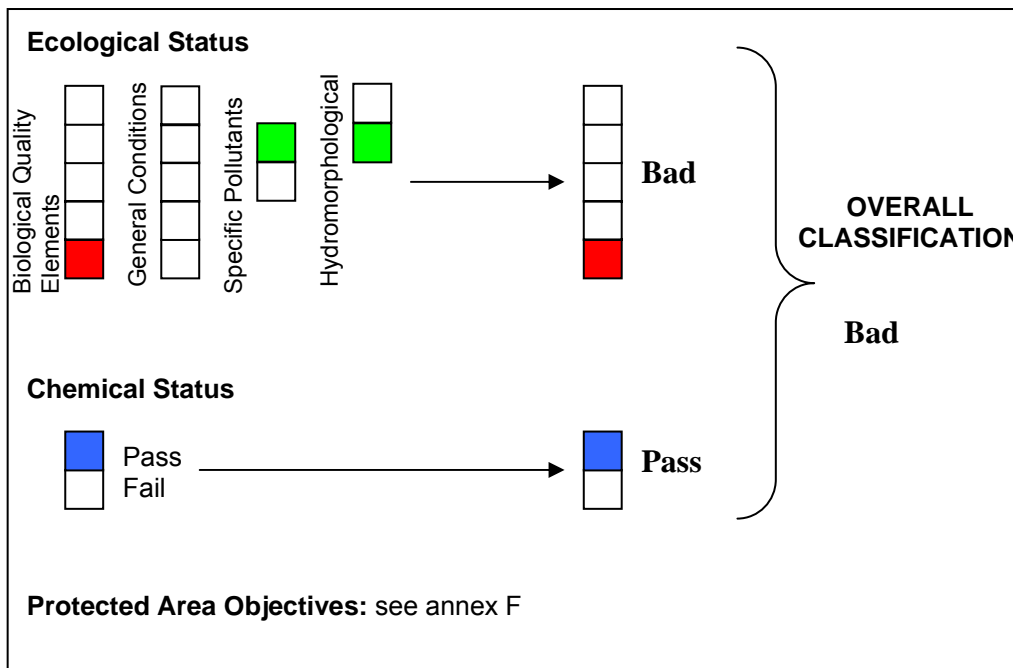 Ecological Status
Biological Quality
Elements
General Conditions
Specific Pollutants
Hydromorphological
Bad
OVERALL
CLASSIFICATION
Bad
Chemical Status
Pass
Fail
Pass
Protected Area Objectives: see annex F